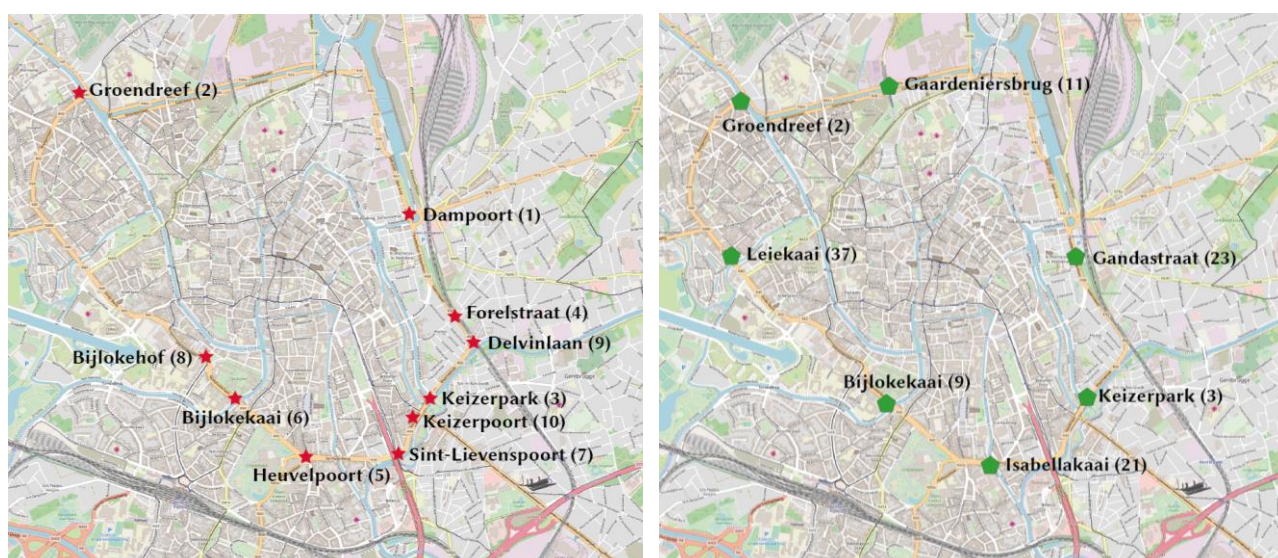 Groendreef (2)
Dampoort (1)
Forelstraat (4)
Delvinlaan (9)
Bijlokehof (8)
Bijlokekaai (6)
Keizerpark (3)
Keizerpoort (10)
Sint-Lievenspoort (7)
Heuvelpoort (5)
Gaardeniersbrug (11)
Groendreef (2)
Leiekaai (37)
Gandastraat (23)
Bijlokekaai (9)
Keizerpark (3)
Isabellakaai (21)